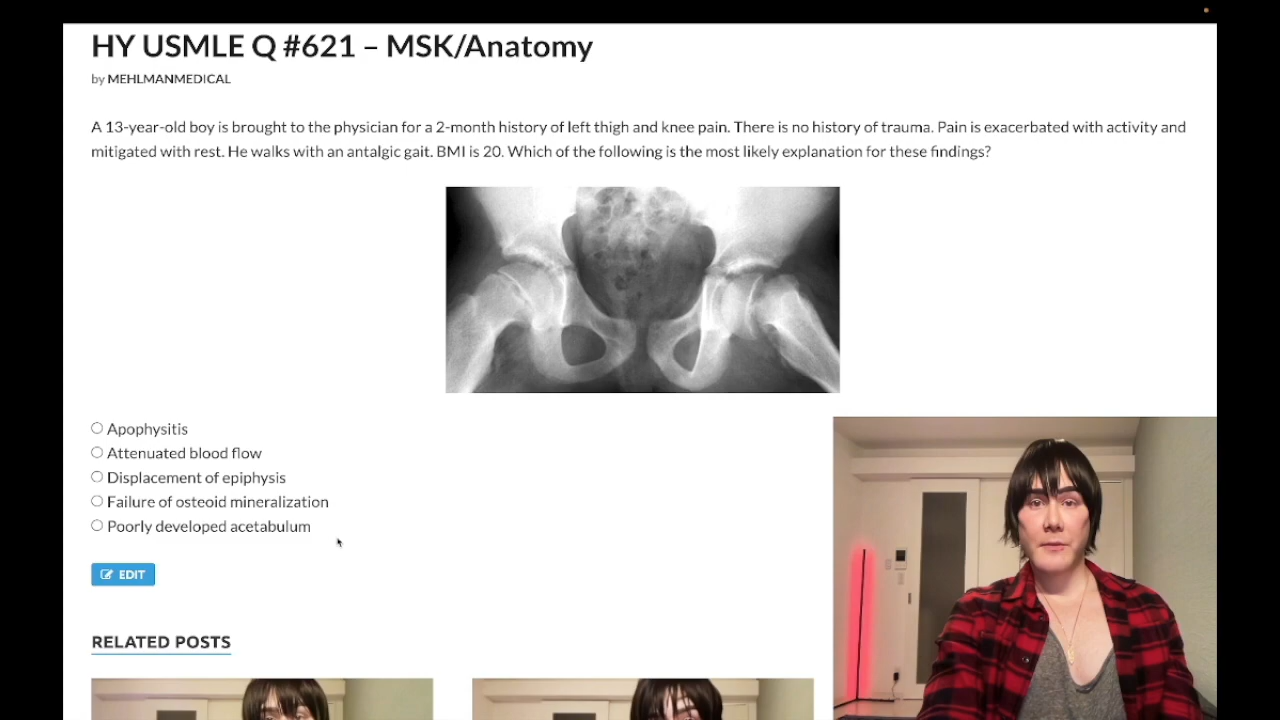 HY USMLE Q #621 – MSK/Anatomy
by MEHLMANMEDICAL
A 13-year-old boy is brought to the physician for a 2-month history of left thigh and knee pain. There is no history of trauma. Pain is exacerbated with activity and
mitigated with rest. He walks with an antalgic gait. BMI is 20. Which of the following is the most likely explanation for these findings?
Apophysitis
Attenuated blood flow
Displacement of epiphysis
Failure of osteoid mineralization
Poorly developed acetabulum
EDIT
RELATED POSTS